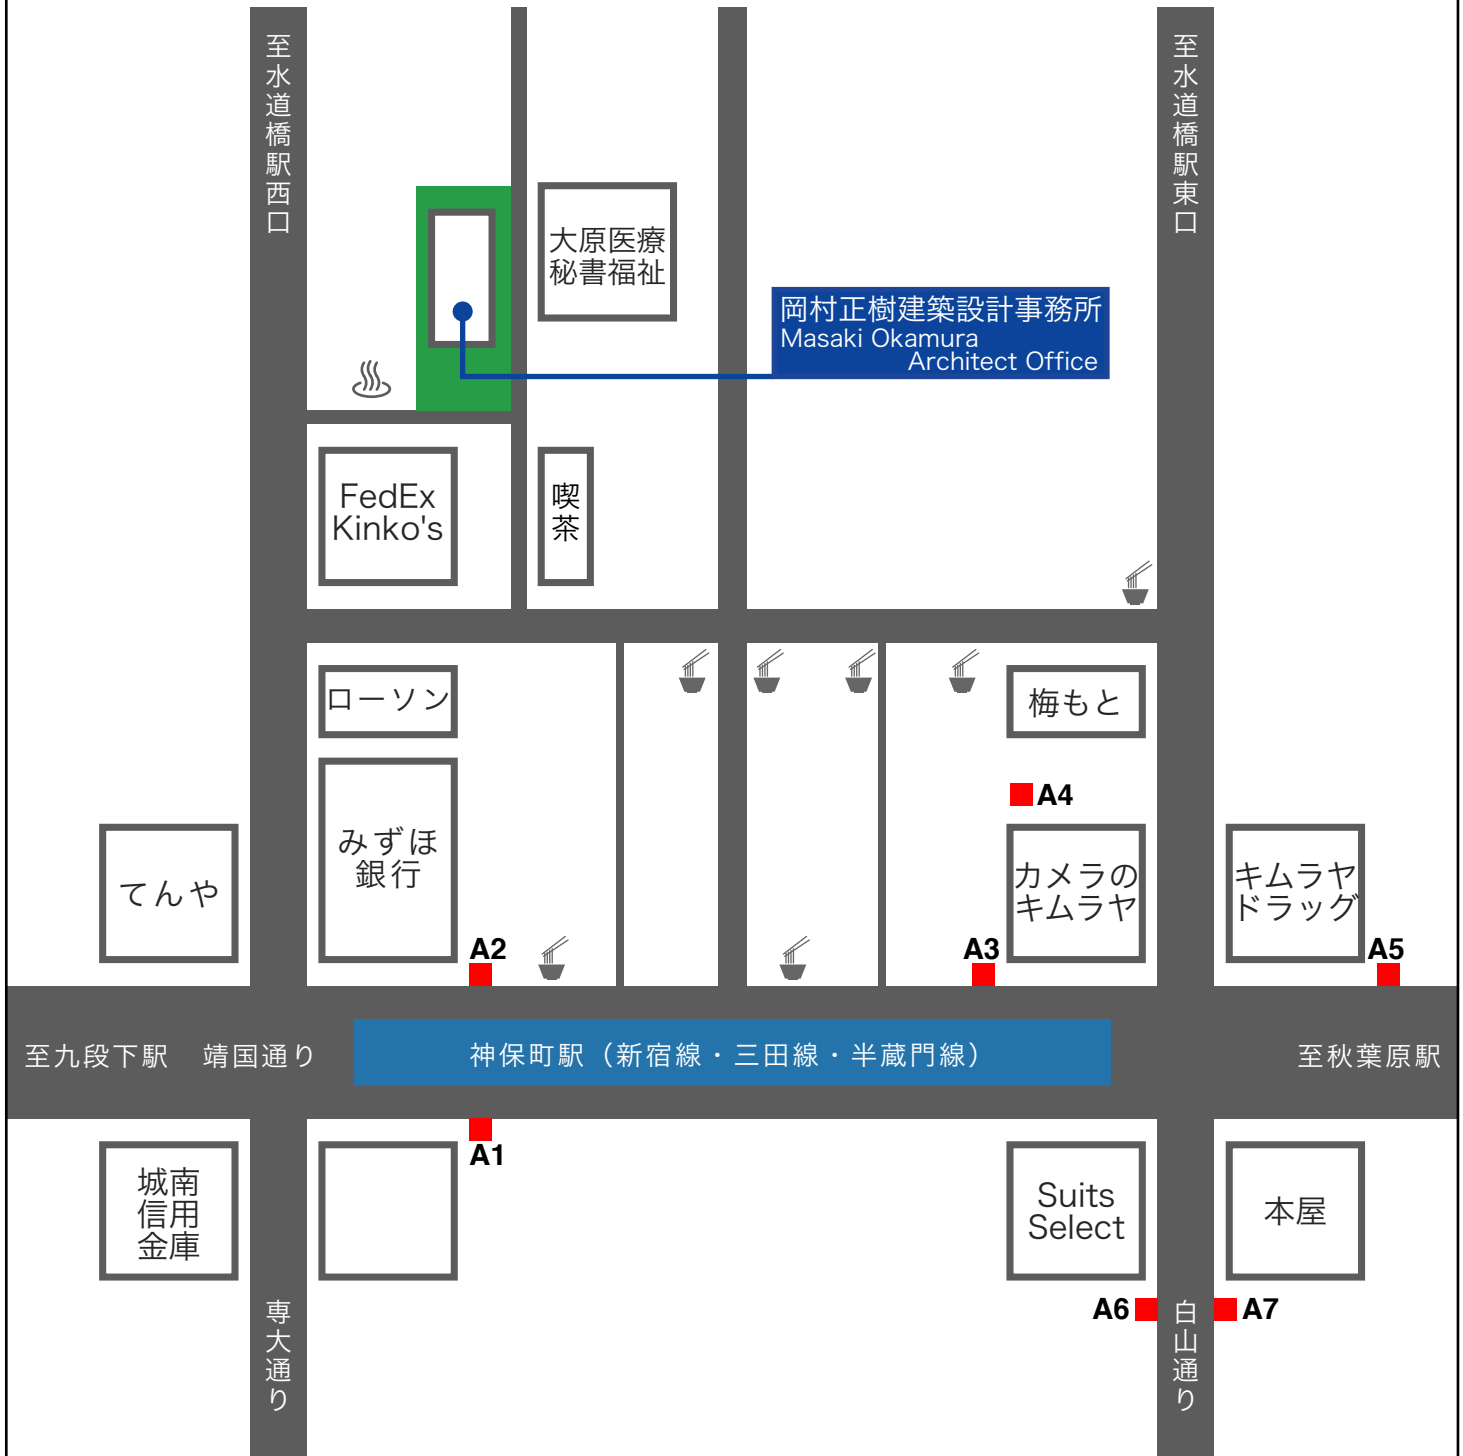 至水道橋駅西口
至水道橋駅東口
大原医療
秘書福祉
岡村正樹建築設計事務所
Masaki Okamura
Architect Office
FedEx
Kinko's
喫茶
ローソン
梅もと
A4
みずほ
銀行
てんや
カメラの
キムラヤ
キムラヤ
ドラッグ
A2
A3
A5
至九段下駅 靖国通り
神保町駅（新宿線・三田線・半蔵門線）
至秋葉原駅
A1
城南
信用
金庫
Suits
Select
本屋
A6
A7
専大通り
白山通り